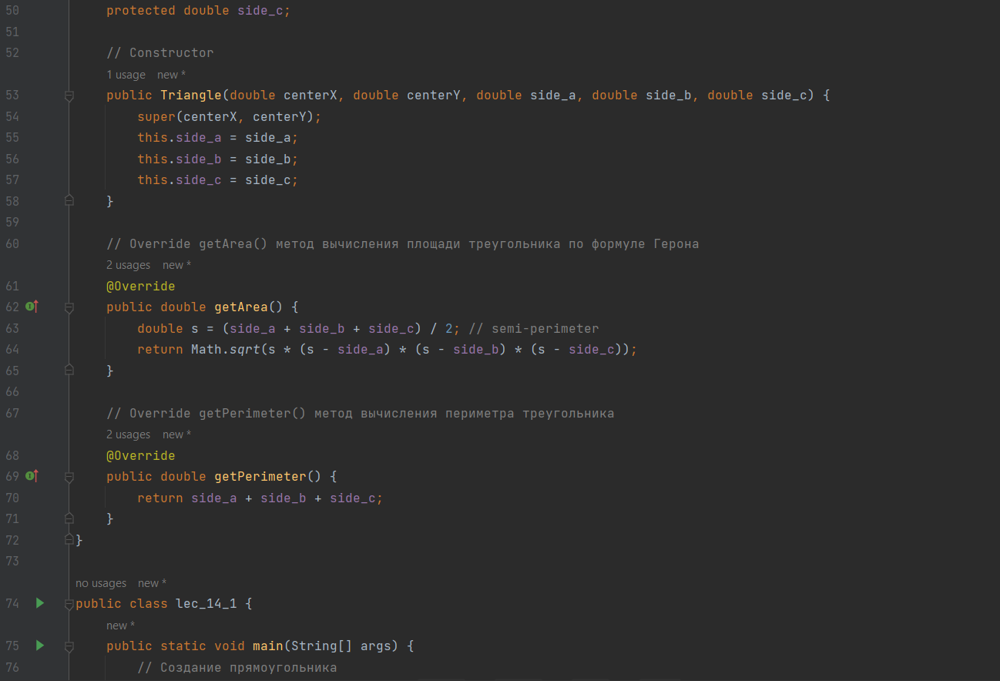 50 protected double side_c;
51
52 // Constructor
1 usage new *
53 public Triangle(double centerX, double centerY, double side_a, double side_b, double side_c) {
54 super(centerX, centerY);
55 this.side_a = side_a;
56 this.side_b = side_b;
57 this.side_c = side_c;
58 }
59
60 // Override getArea() метод вычисления площади треугольника по формуле Герона
2 usages new *
61 @Override
62 public double getArea() {
63 double s = (side_a + side_b + side_c) / 2; // semi-perimeter
64 return Math.sqrt(s * (s - side_a) * (s - side_b) * (s - side_c));
65 }
66
67 // Override getPerimeter() метод вычисления периметра треугольника
2 usages new *
68 @Override
69 public double getPerimeter() {
70 return side_a + side_b + side_c;
71 }
72 }
73
no usages new *
74 public class lec_14_1 {
new *
75 public static void main(String[] args) {
76 // Создание прямоугольника